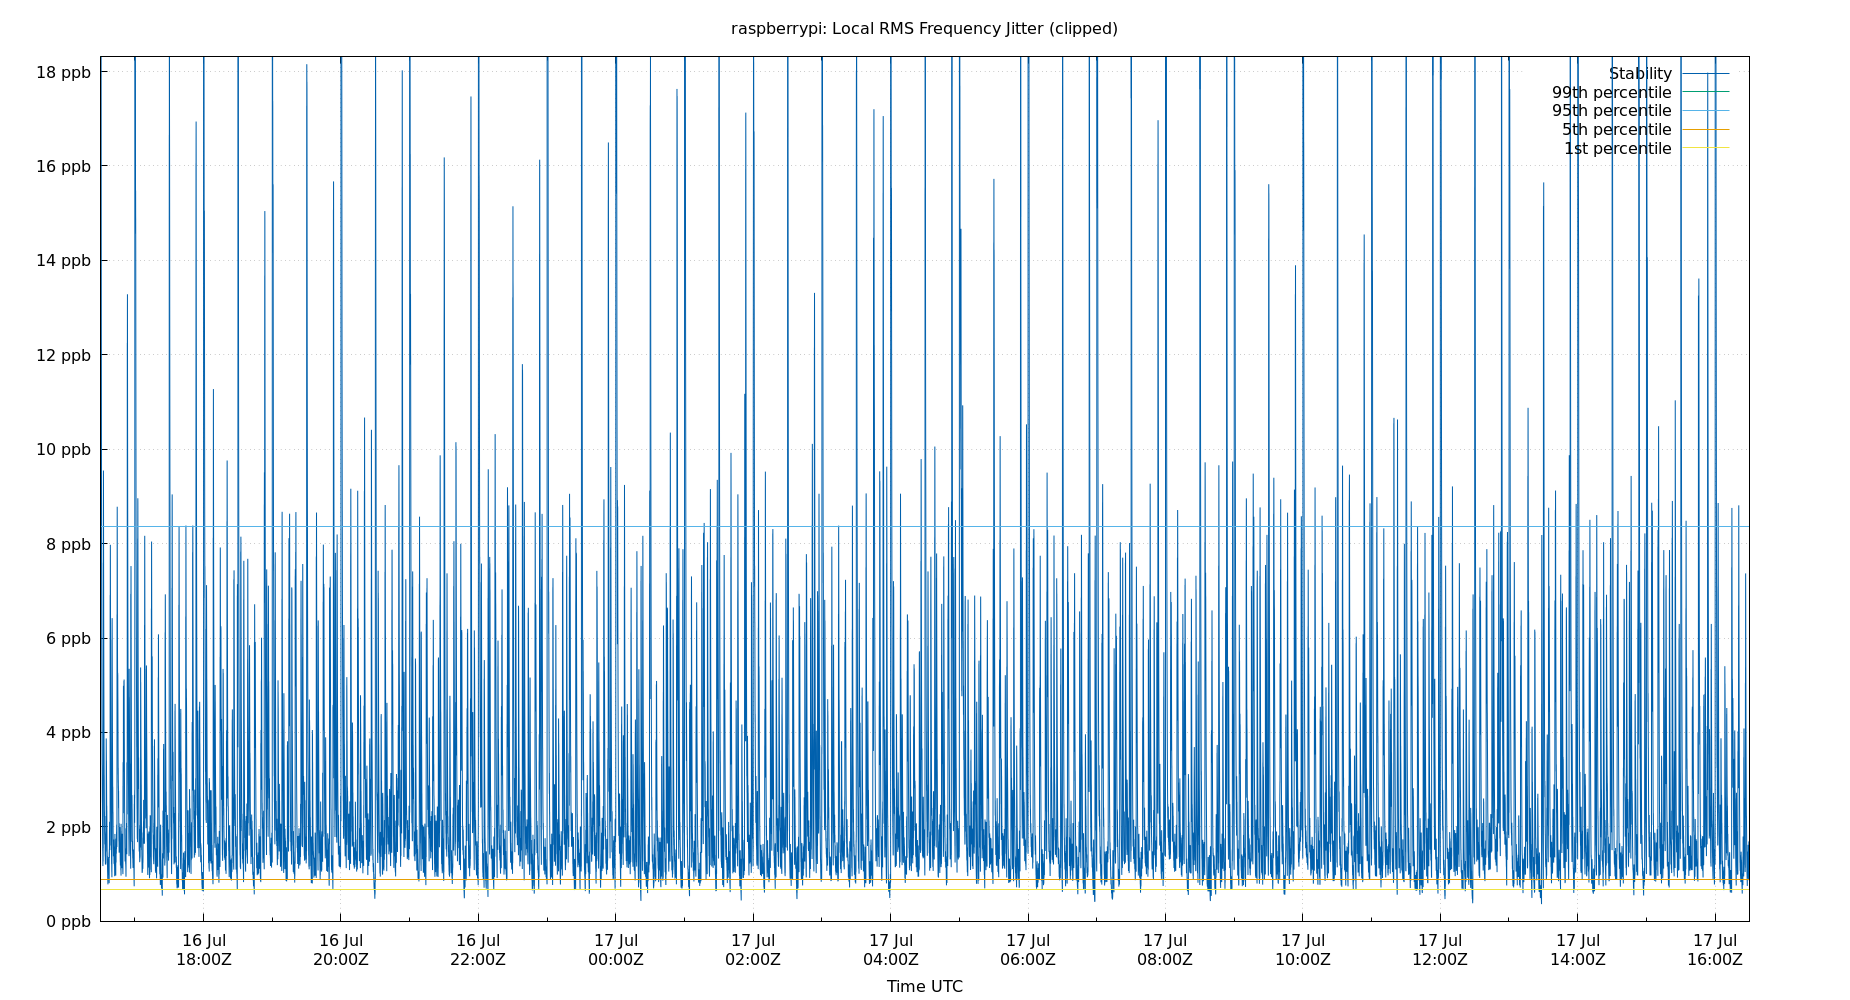 raspberrypi: Local RMS Frequency Jitter (clipped)
18 ppb
16 ppb
14 ppb
12 ppb
10 ppb
8 ppb
6 ppb
4 ppb
2 ppb
0 ppb
Stability
99th percentile
95th percentile
5th percentile
1st percentile
16 Jul 16 Jul 16 Jul 17 Jul 17 Jul 17 Jul 17 Jul 17 Jul 17 Jul 17 Jul 17 Jul 17 Jul
18:00Z 20:00Z 22:00Z 00:00Z 02:00Z 04:00Z 06:00Z 08:00Z 10:00Z 12:00Z 14:00Z 16:00Z
Time UTC